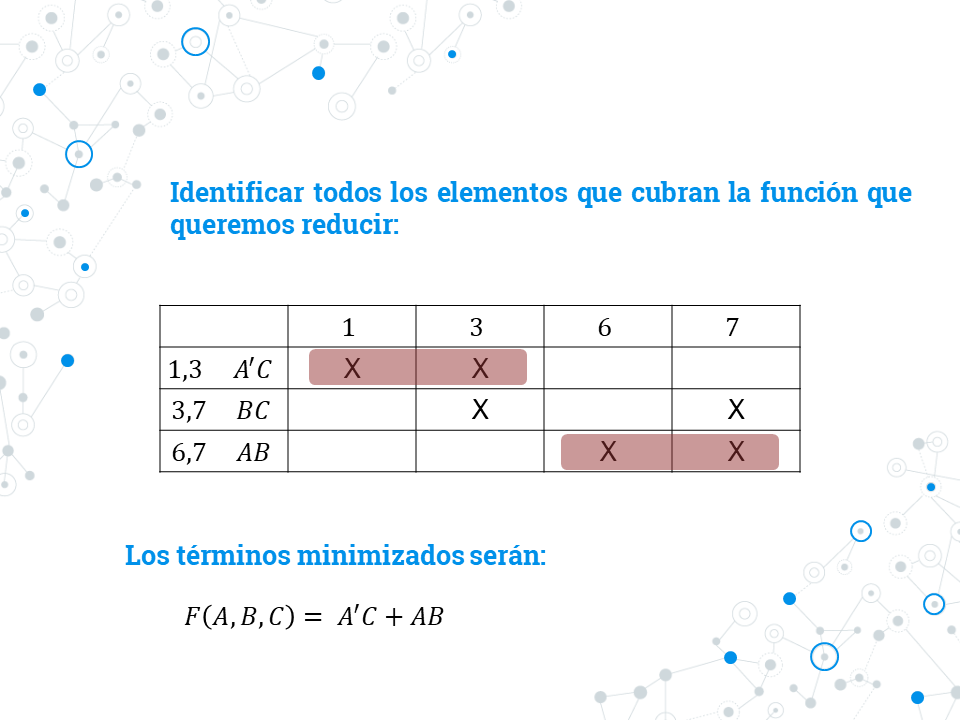 Identificar todos los elementos que cubran la función que
queremos reducir:
1 3 6 7
1,3 A′C X X
3,7 BC X X
6,7 AB X X
Los términos minimizados serán:
F(A, B, C) = A′C + AB